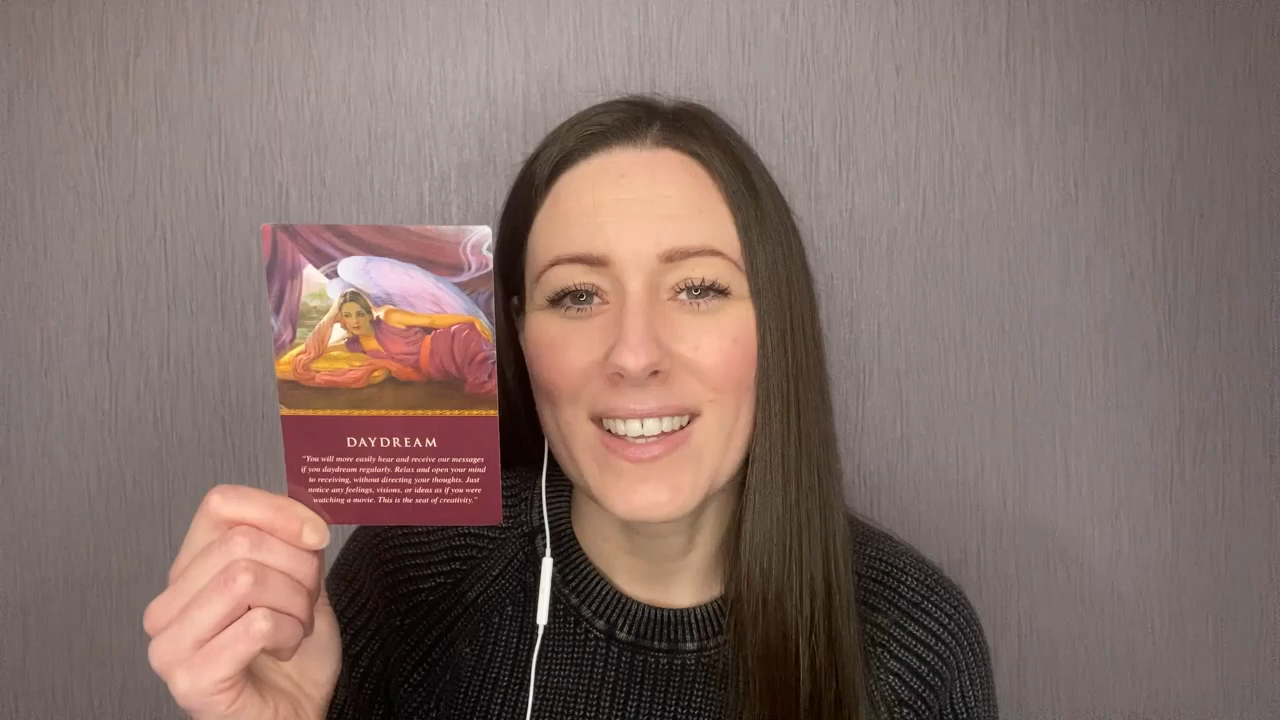 DAYDREAM
"You will more easily hear and receive our messages
if you daydream regularly. Relax and open your mind
to receiving, without directing your thoughts. Just
notice any feelings, visions, or ideas as if you were
watching a movie. This is the seat of creativity."